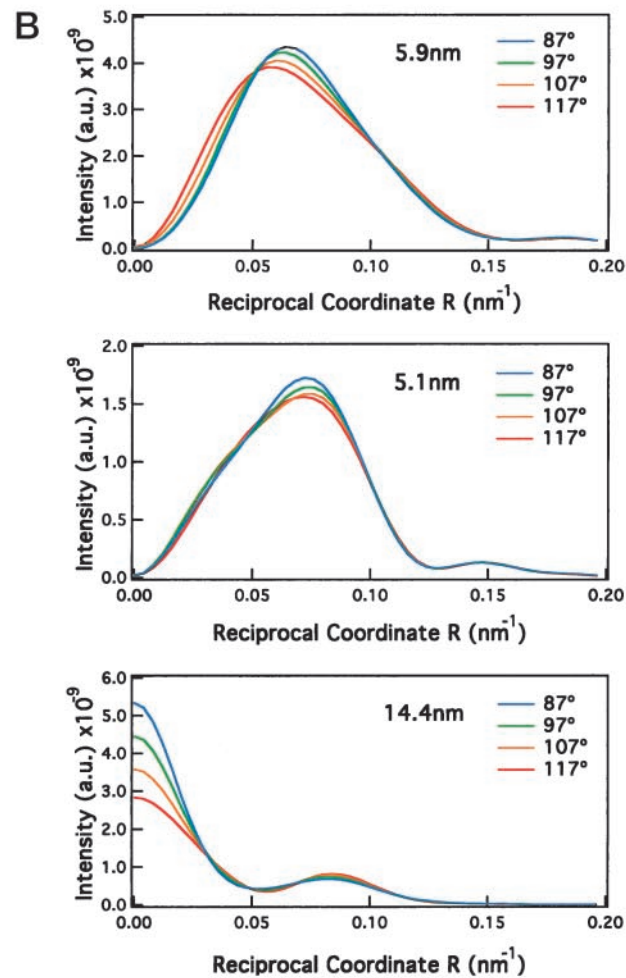 B
Intensity (a.u.) x10⁻⁹
5.0
4.0
3.0
2.0
1.0
0.0
5.9nm
87°
97°
107°
117°
0.00 0.05 0.10 0.15 0.20
Reciprocal Coordinate R (nm⁻¹)
Intensity (a.u.) x10⁻⁹
2.0
1.5
1.0
0.5
0.0
5.1nm
87°
97°
107°
117°
0.00 0.05 0.10 0.15 0.20
Reciprocal Coordinate R (nm⁻¹)
Intensity (a.u.) x10⁻⁹
6.0
5.0
4.0
3.0
2.0
1.0
0.0
14.4nm
87°
97°
107°
117°
0.00 0.05 0.10 0.15 0.20
Reciprocal Coordinate R (nm⁻¹)